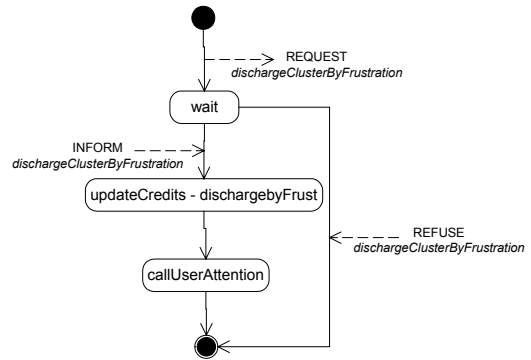 REQUEST
dischargeClusterByFrustration
wait
INFORM
dischargeClusterByFrustration
updateCredits - dischargebyFrust
REFUSE
dischargeClusterByFrustration
callUserAttention